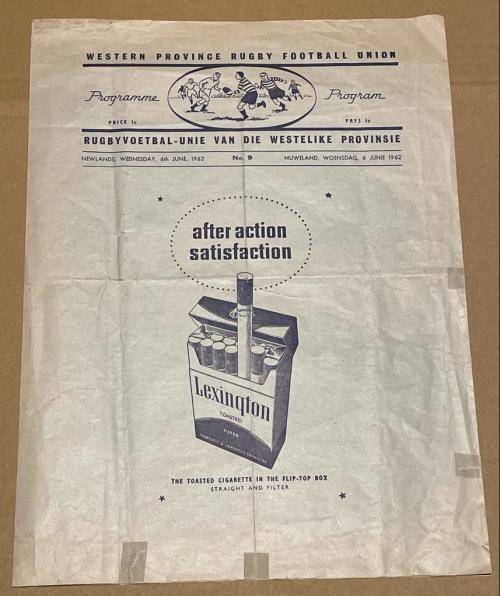 WESTERN PROVINCE RUGBY FOOTBALL UNION
Programme
Program
PRICE 1c
PRYS 1c
RUGBYVOETBAL-UNIE VAN DIE WESTELIKE PROVINSIE
NEWLANDS, WEDNESDAY, 6th JUNE, 1962
No. 9
NUWELAND, WOENSDAG, 6 JUNIE 1962
after action
satisfaction
Lexington
TOASTED
FILTER
THE TOASTED CIGARETTE IN THE FLIP-TOP BOX
STRAIGHT AND FILTER